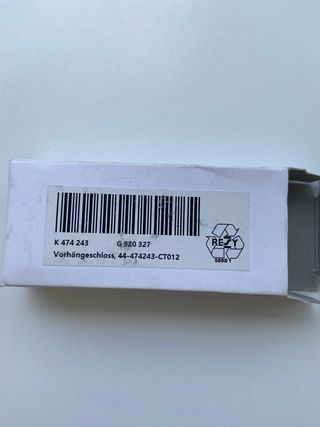 K 474 243 G 920 327
Vorhängeschloss, 44-474243-CT012
RESY